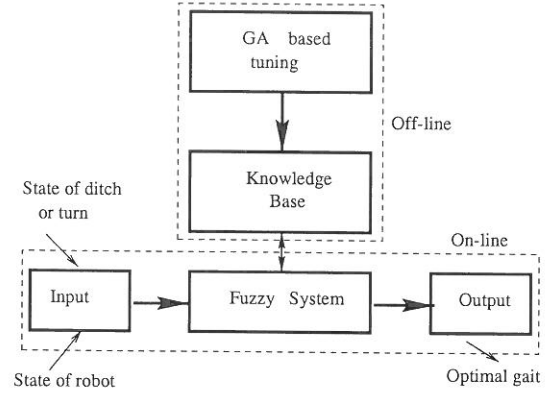 GA based
tuning
Off-line
Knowledge
Base
State of ditch
or turn
On-line
Input
Fuzzy System
Output
State of robot
Optimal gait